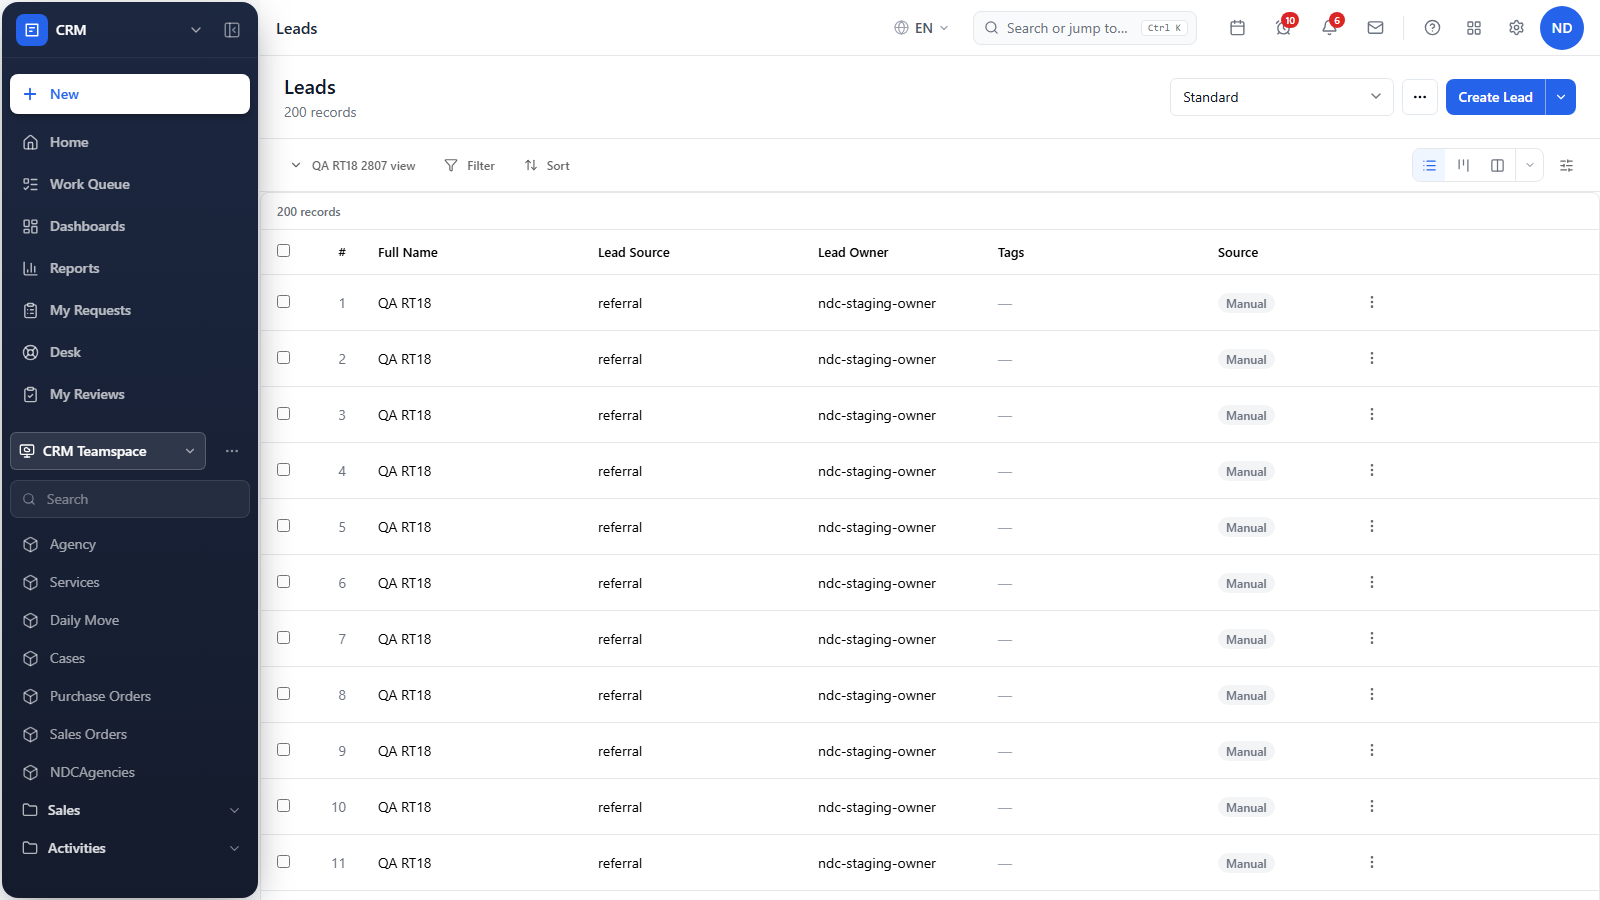 CRM
New
Home
Work Queue
Dashboards
Reports
My Requests
Desk
My Reviews
CRM Teamspace
Search
Agency
Services
Daily Move
Cases
Purchase Orders
Sales Orders
NDCAgencies
Sales
Activities
Leads
EN
Search or jump to...
Ctrl K
10
6
ND
Leads
200 records
Standard
Create Lead
QA RT18 2807 view
Filter
Sort
200 records
# Full Name Lead Source Lead Owner Tags Source
1 QA RT18 referral ndc-staging-owner — Manual
2 QA RT18 referral ndc-staging-owner — Manual
3 QA RT18 referral ndc-staging-owner — Manual
4 QA RT18 referral ndc-staging-owner — Manual
5 QA RT18 referral ndc-staging-owner — Manual
6 QA RT18 referral ndc-staging-owner — Manual
7 QA RT18 referral ndc-staging-owner — Manual
8 QA RT18 referral ndc-staging-owner — Manual
9 QA RT18 referral ndc-staging-owner — Manual
10 QA RT18 referral ndc-staging-owner — Manual
11 QA RT18 referral ndc-staging-owner — Manual